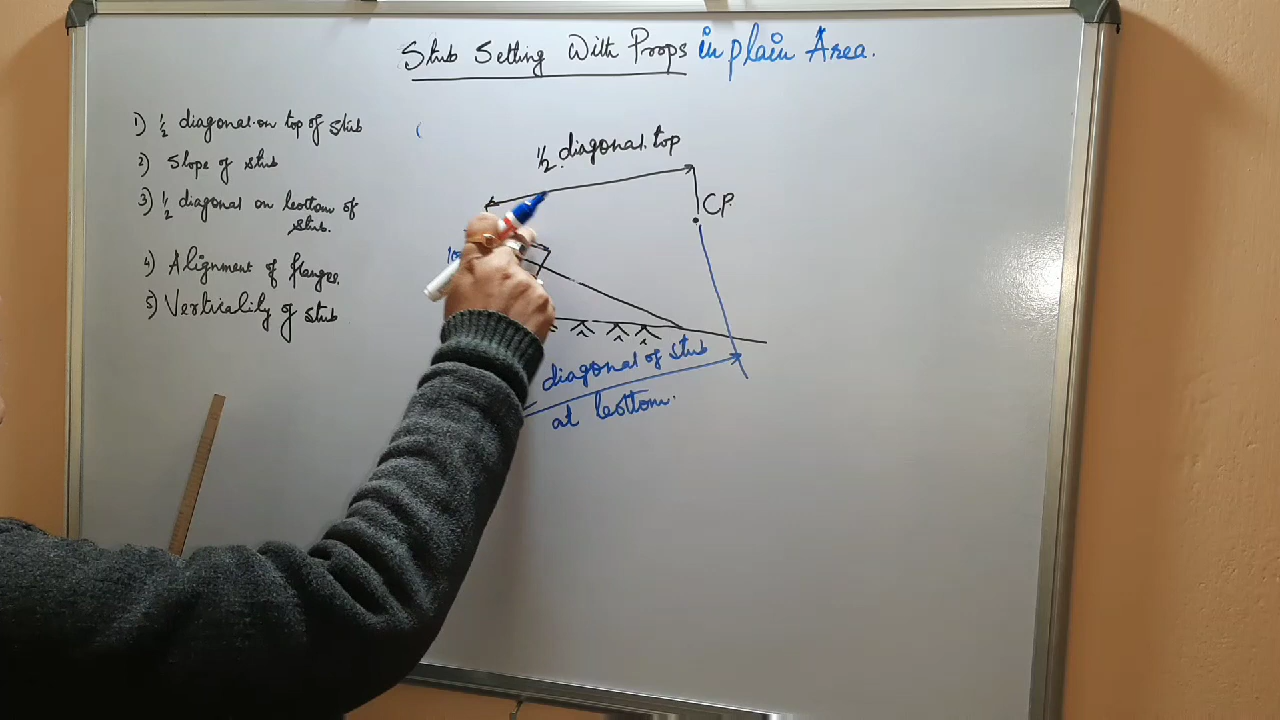 Stub Setting With Props in plain Area.
1) ½ diagonal on top of stub
2) Slope of stub
3) ½ diagonal on bottom of
stub.
4) Alignment of flanges.
5) Verticality of stub
½ diagonal top
CP.
diagonal of stub
at bottom.